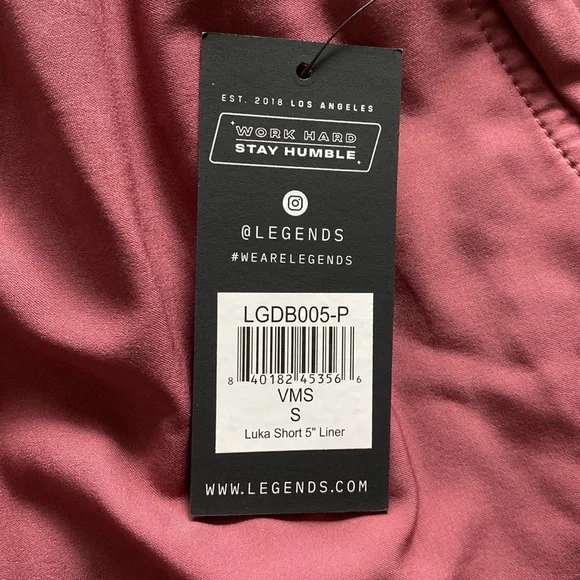 EST. 2018 LOS ANGELES
WORK HARD
STAY HUMBLE
@LEGENDS
#WEARELEGENDS
LGDB005-P
8 40182 45356 6
VMS
S
Luka Short 5" Liner
WWW.LEGENDS.COM